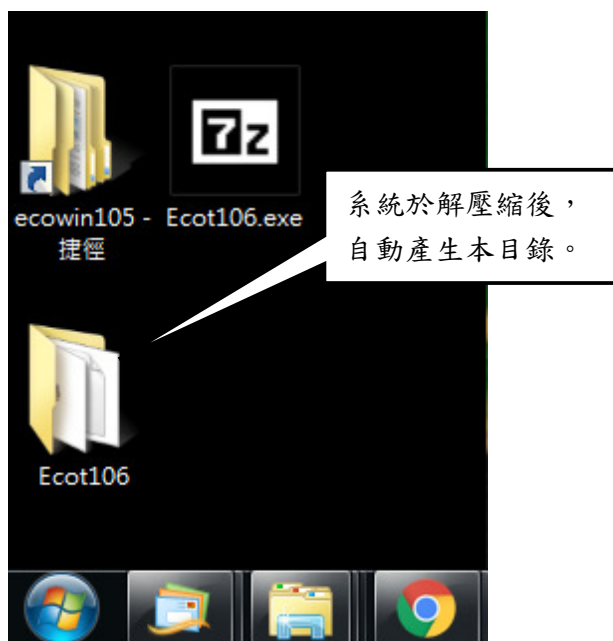 7z
ecowin105 -
捷徑
Ecot106.exe
系統於解壓縮後，
自動產生本目錄。
Ecot106